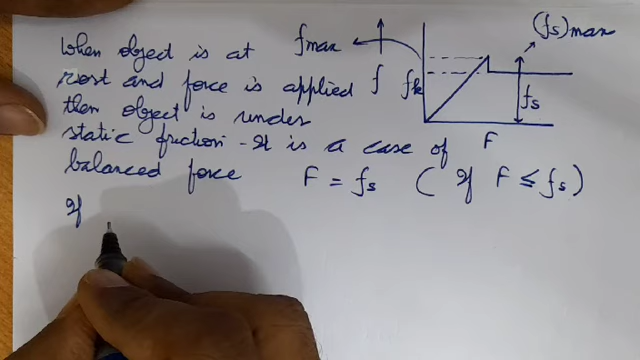 When object is at
rest and force is applied
then object is under
static friction - It is a case of
balanced force F = fs ( If F ≤ fs )
If
fmax
f
fk
(fs)max
fs
F